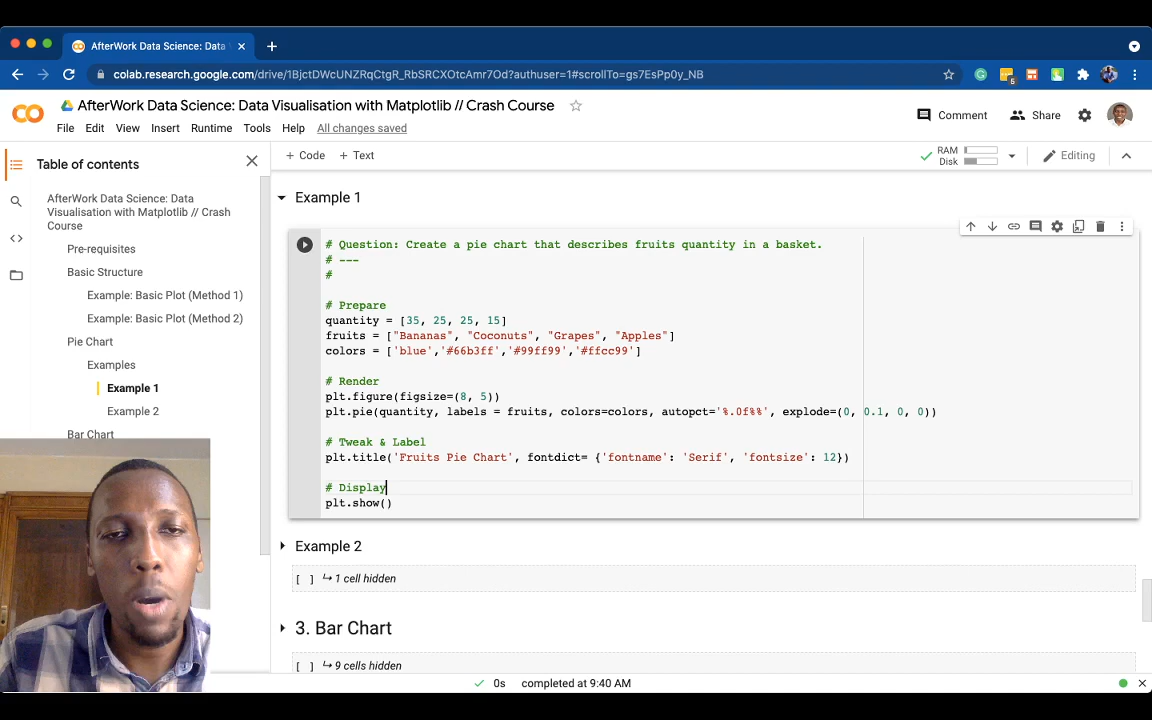 AfterWork Data Science: Data
colab.research.google.com/drive/1BjctDWcUNZRqCtgR_RbSRCXOtcAmr7Od?authuser=1#scrollTo=gs7EsPp0y_NB
5
AfterWork Data Science: Data Visualisation with Matplotlib // Crash Course
File Edit View Insert Runtime Tools Help All changes saved
Comment Share
+ Code + Text
RAM
Disk
Editing
Table of contents
AfterWork Data Science: Data
Visualisation with Matplotlib // Crash
Course
Pre-requisites
Basic Structure
Example: Basic Plot (Method 1)
Example: Basic Plot (Method 2)
Pie Chart
Examples
Example 1
Example 2
Bar Chart
Example 1
# Question: Create a pie chart that describes fruits quantity in a basket.
# ---
#
# Prepare
quantity = [35, 25, 25, 15]
fruits = ["Bananas", "Coconuts", "Grapes", "Apples"]
colors = ['blue','#66b3ff','#99ff99','#ffcc99']
# Render
plt.figure(figsize=(8, 5))
plt.pie(quantity, labels = fruits, colors=colors, autopct='%.0f%%', explode=(0, 0.1, 0, 0))
# Tweak & Label
plt.title('Fruits Pie Chart', fontdict= {'fontname': 'Serif', 'fontsize': 12})
# Display
plt.show()
Example 2
[ ] ↳ 1 cell hidden
3. Bar Chart
[ ] ↳ 9 cells hidden
0s completed at 9:40 AM